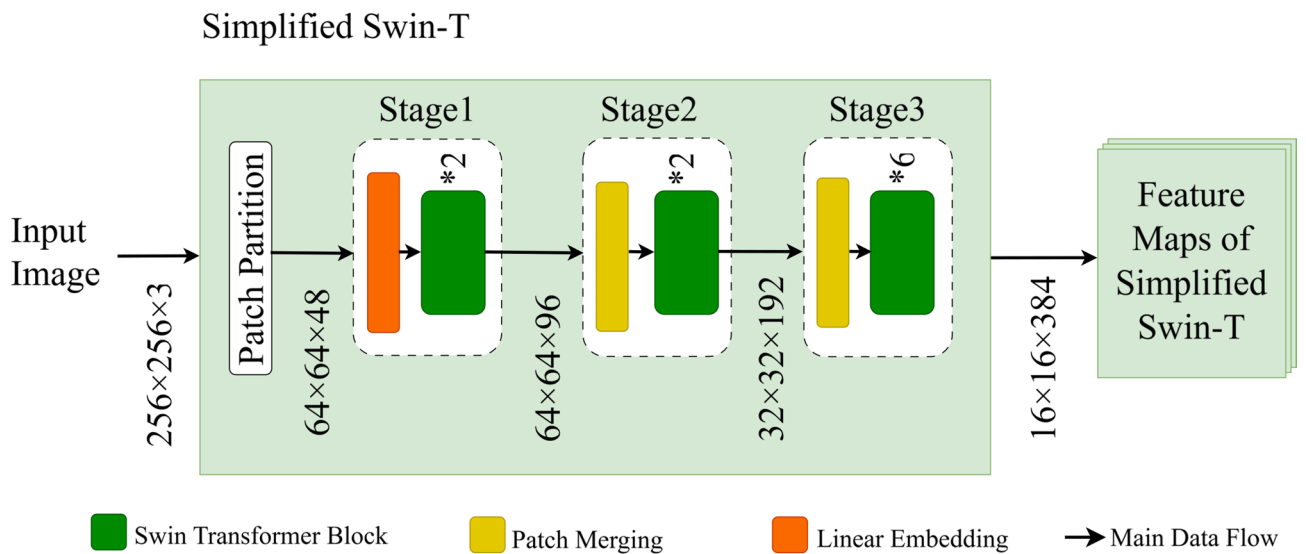 Simplified Swin-T
Input
Image
256×256×3
Patch Partition
64×64×48
Stage1
*2
64×64×96
Stage2
*2
32×32×192
Stage3
*6
16×16×384
Feature
Maps of
Simplified
Swin-T
Swin Transformer Block
Patch Merging
Linear Embedding
Main Data Flow